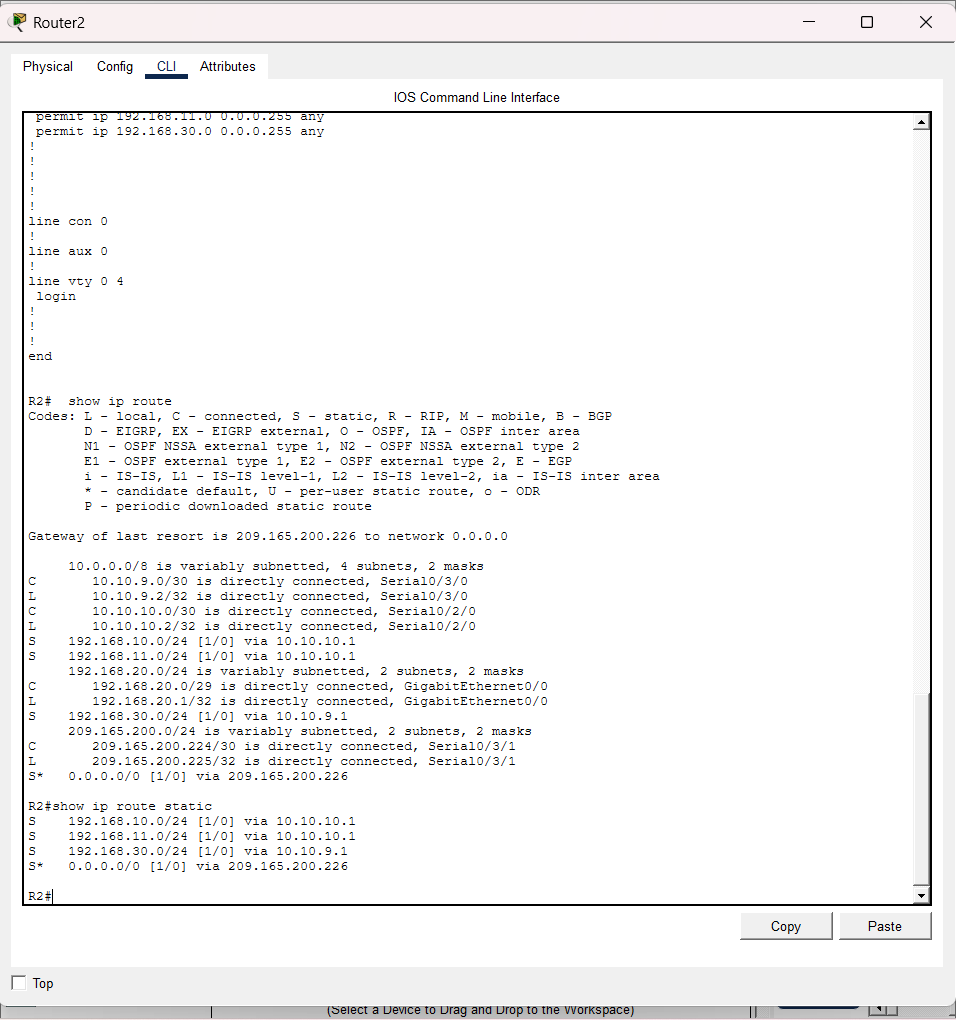 Router2
Physical Config CLI Attributes
IOS Command Line Interface
permit ip 192.168.11.0 0.0.0.255 any
permit ip 192.168.30.0 0.0.0.255 any
!
!
!
!
!
line con 0
!
line aux 0
!
line vty 0 4
login
!
!
!
end
R2#  show ip route
Codes: L - local, C - connected, S - static, R - RIP, M - mobile, B - BGP
D - EIGRP, EX - EIGRP external, O - OSPF, IA - OSPF inter area
N1 - OSPF NSSA external type 1, N2 - OSPF NSSA external type 2
E1 - OSPF external type 1, E2 - OSPF external type 2, E - EGP
i - IS-IS, L1 - IS-IS level-1, L2 - IS-IS level-2, ia - IS-IS inter area
* - candidate default, U - per-user static route, o - ODR
P - periodic downloaded static route
Gateway of last resort is 209.165.200.226 to network 0.0.0.0
10.0.0.0/8 is variably subnetted, 4 subnets, 2 masks
C 10.10.9.0/30 is directly connected, Serial0/3/0
L 10.10.9.2/32 is directly connected, Serial0/3/0
C 10.10.10.0/30 is directly connected, Serial0/2/0
L 10.10.10.2/32 is directly connected, Serial0/2/0
S 192.168.10.0/24 [1/0] via 10.10.10.1
S 192.168.11.0/24 [1/0] via 10.10.10.1
192.168.20.0/24 is variably subnetted, 2 subnets, 2 masks
C 192.168.20.0/29 is directly connected, GigabitEthernet0/0
L 192.168.20.1/32 is directly connected, GigabitEthernet0/0
S 192.168.30.0/24 [1/0] via 10.10.9.1
209.165.200.0/24 is variably subnetted, 2 subnets, 2 masks
C 209.165.200.224/30 is directly connected, Serial0/3/1
L 209.165.200.225/32 is directly connected, Serial0/3/1
S* 0.0.0.0/0 [1/0] via 209.165.200.226
R2#show ip route static
S 192.168.10.0/24 [1/0] via 10.10.10.1
S 192.168.11.0/24 [1/0] via 10.10.10.1
S 192.168.30.0/24 [1/0] via 10.10.9.1
S* 0.0.0.0/0 [1/0] via 209.165.200.226
R2#
Copy Paste
Top
(Select a Device to Drag and Drop to the Workspace)